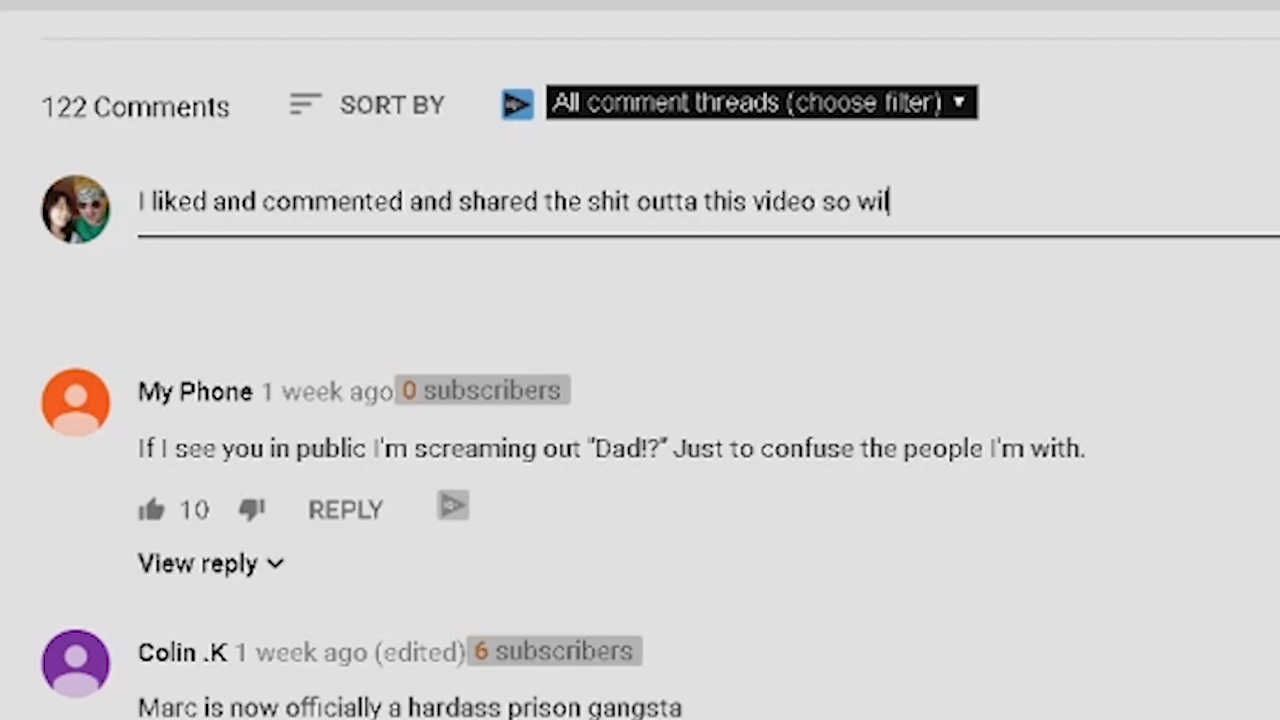 122 Comments SORT BY All comment threads (choose filter) ▼
I liked and commented and shared the shit outta this video so wil
My Phone 1 week ago 0 subscribers
If I see you in public I'm screaming out "Dad!?" Just to confuse the people I'm with.
10 REPLY
View reply
Colin .K 1 week ago (edited) 6 subscribers
Marc is now officially a hardass prison gangsta